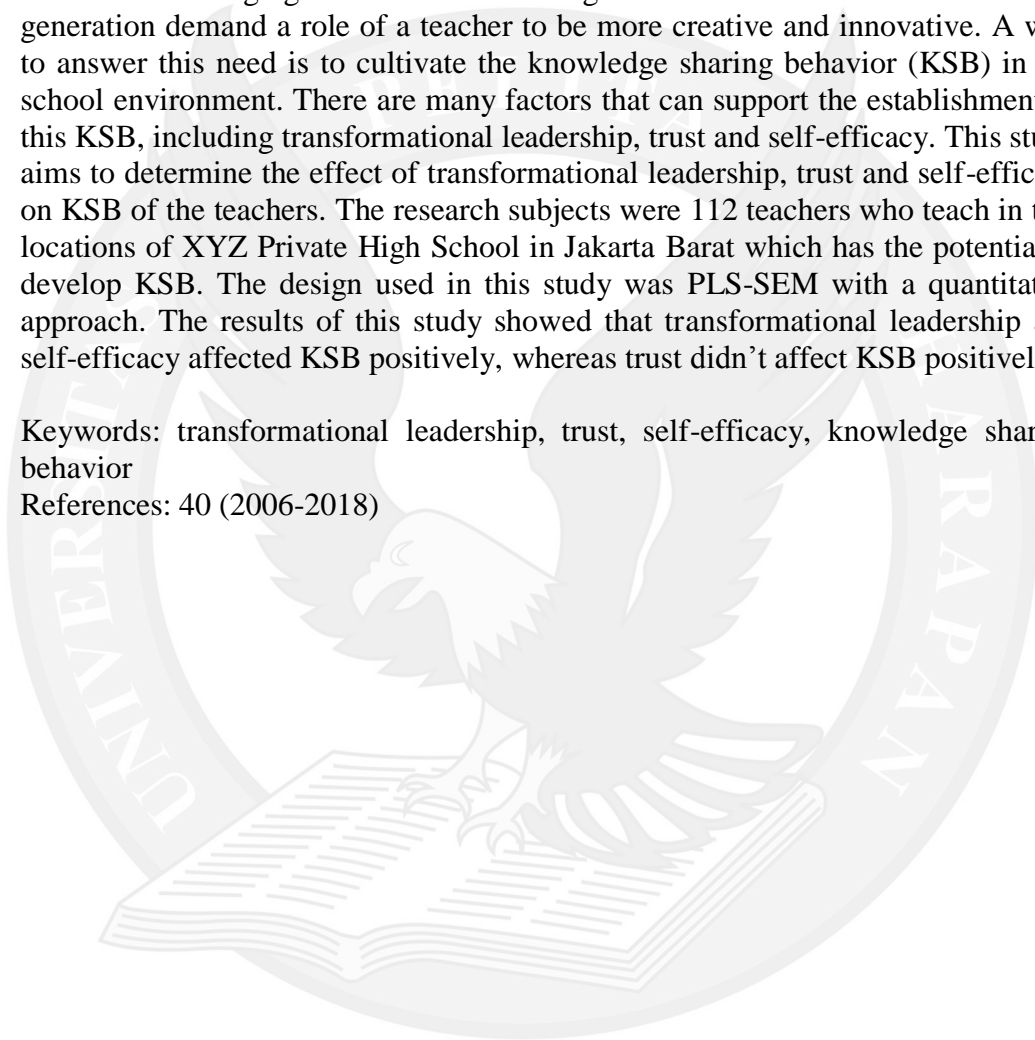 generation demand a role of a teacher to be more creative and innovative. A
to answer this need is to cultivate the knowledge sharing behavior (KSB) in
school environment. There are many factors that can support the establishment
this KSB, including transformational leadership, trust and self-efficacy. This
aims to determine the effect of transformational leadership, trust and
on KSB of the teachers. The research subjects were 112 teachers who teach in
locations of XYZ Private High School in Jakarta Barat which has the potential
develop KSB. The design used in this study was PLS-SEM with a
approach. The results of this study showed that transformational leadership
self-efficacy affected KSB positively, whereas trust didn't affect KSB
Keywords: transformational leadership, trust, self-efficacy, knowledge
behavior
References: 40 (2006-2018)
UNIVERSITAS PELITA HARAPAN